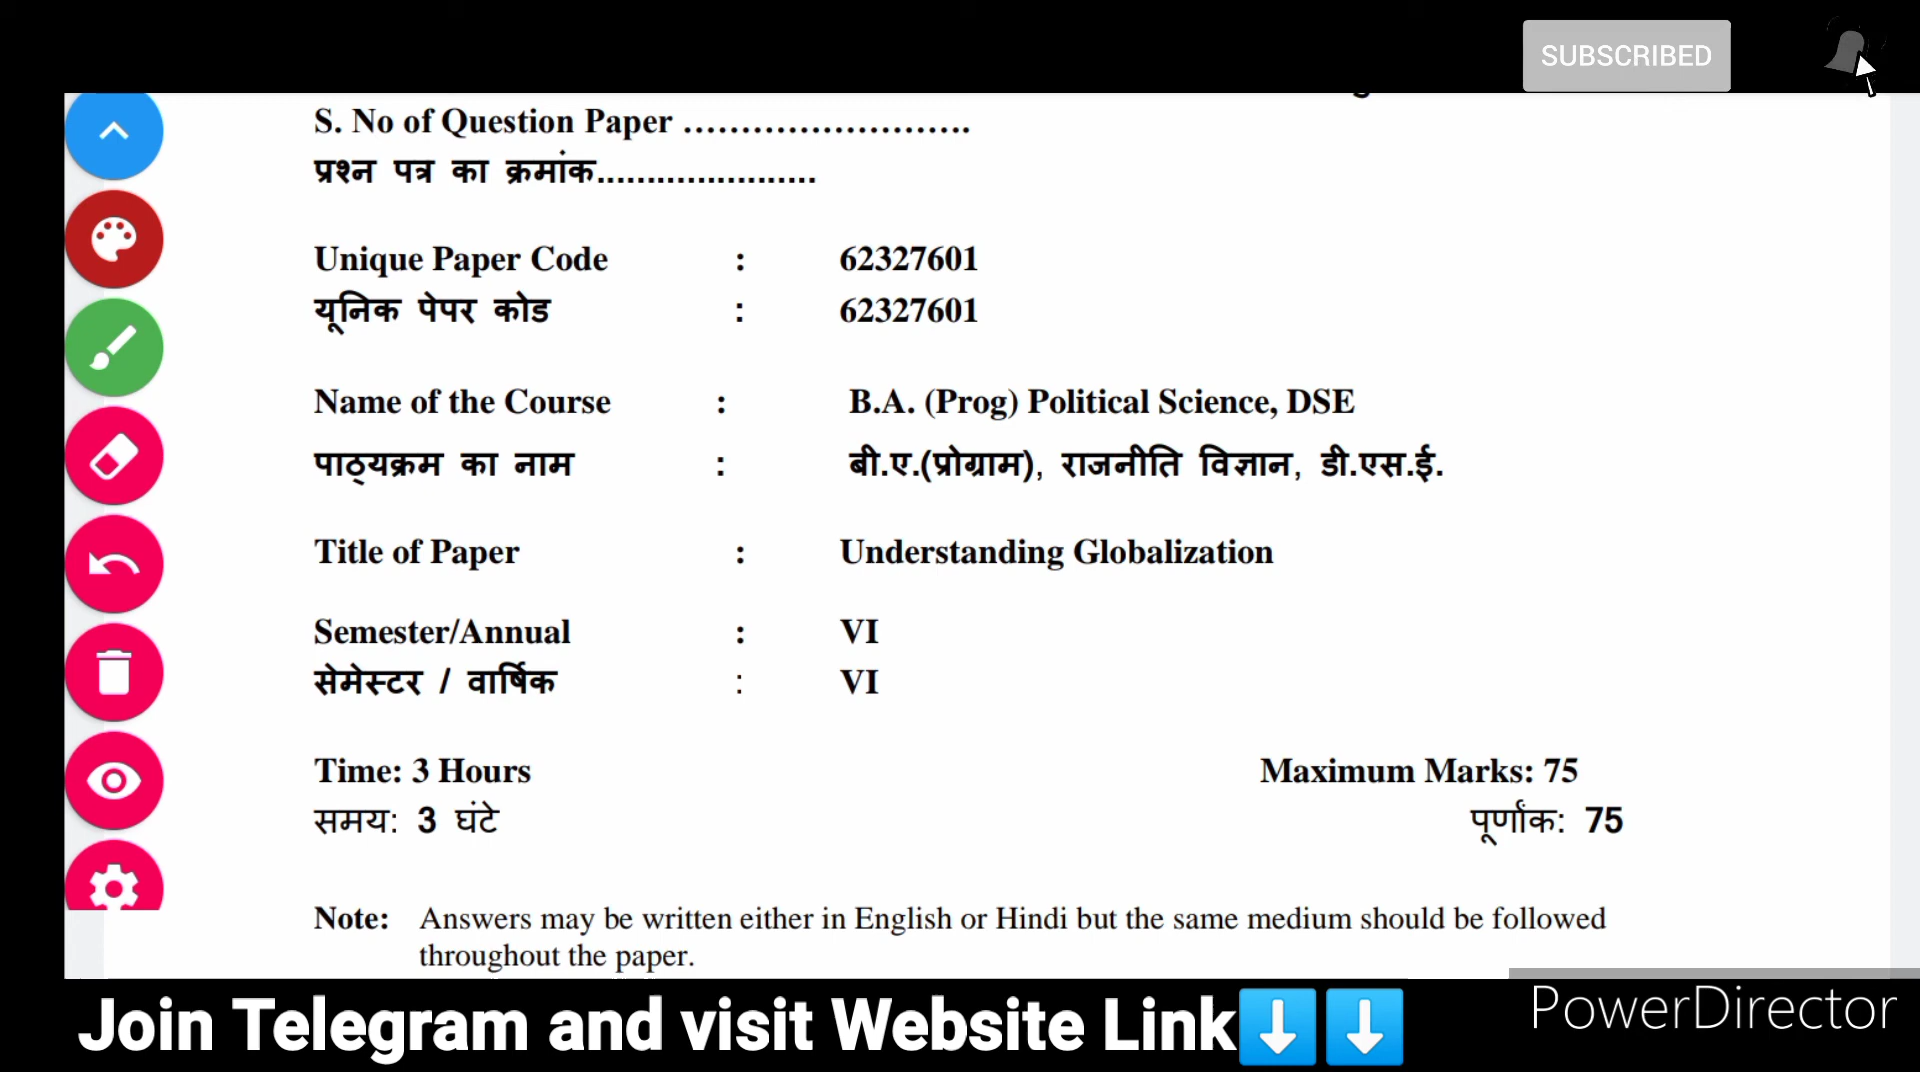 SUBSCRIBED
S. No of Question Paper ……………………….
प्रश्न पत्र का क्रमांक......................
Unique Paper Code : 62327601
यूनिक पेपर कोड : 62327601
Name of the Course : B.A. (Prog) Political Science, DSE
पाठ्यक्रम का नाम : बी.ए.(प्रोग्राम), राजनीति विज्ञान, डी.एस.ई.
Title of Paper : Understanding Globalization
Semester/Annual : VI
सेमेस्टर / वार्षिक : VI
Time: 3 Hours Maximum Marks: 75
समय: 3 घंटे पूर्णांक: 75
Note: Answers may be written either in English or Hindi but the same medium should be followed
throughout the paper.
Join Telegram and visit Website Link⬇️⬇️
PowerDirector